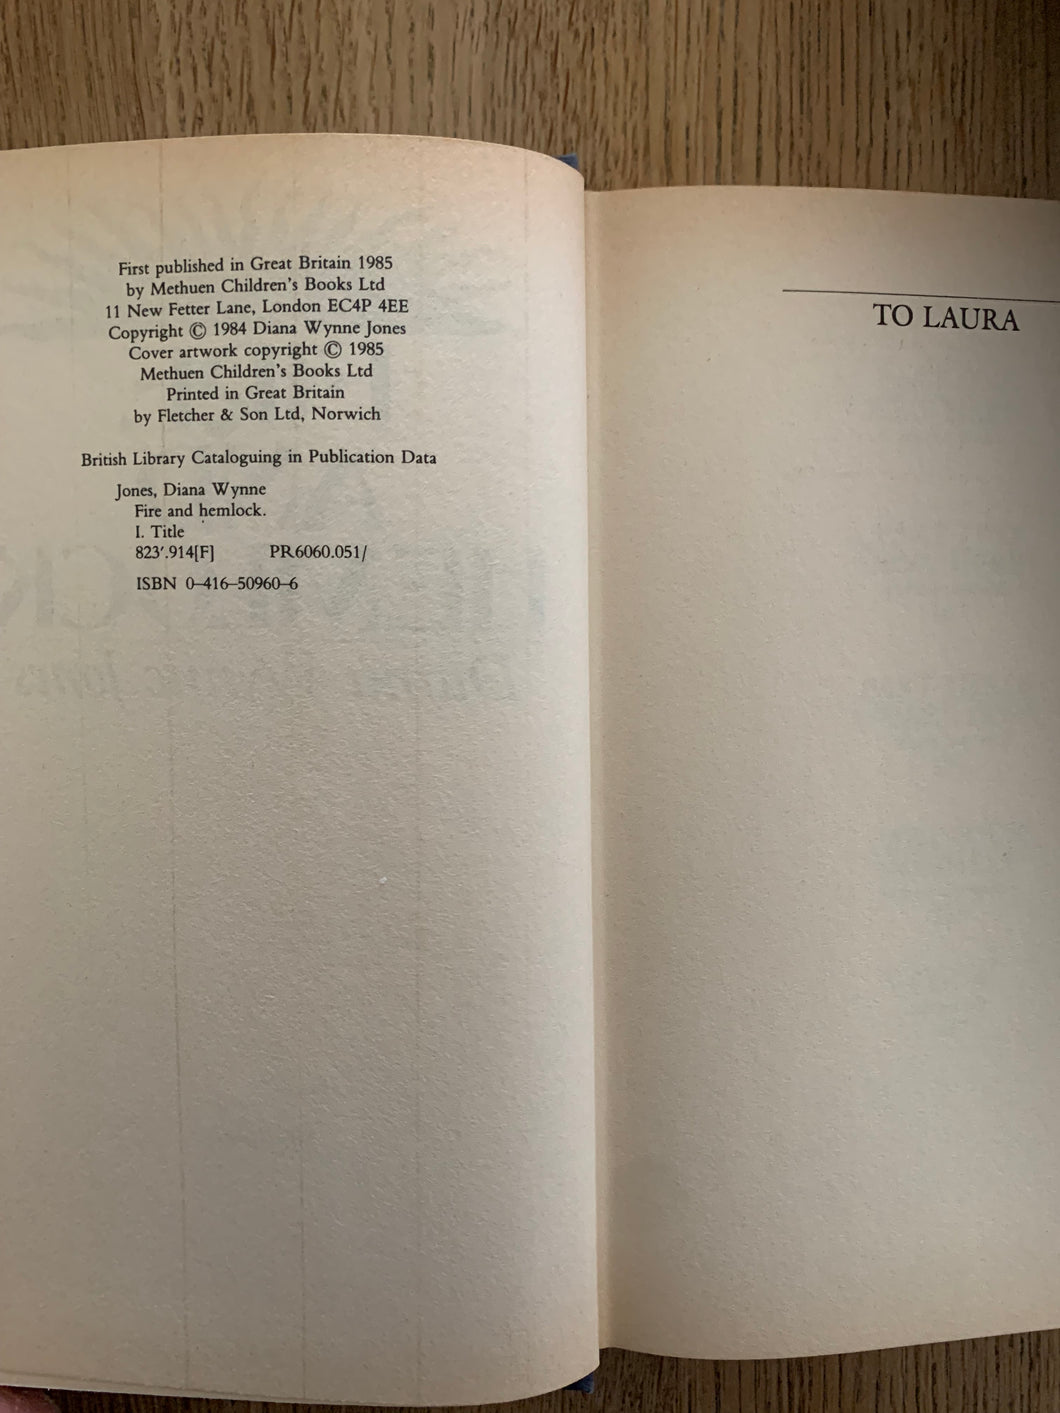 First published in Great Britain 1985
by Methuen Children's Books Ltd
11 New Fetter Lane, London EC4P 4EE
Copyright © 1984 Diana Wynne Jones
Cover artwork copyright © 1985
Methuen Children's Books Ltd
Printed in Great Britain
by Fletcher & Son Ltd, Norwich
British Library Cataloguing in Publication Data
Jones, Diana Wynne
Fire and hemlock.
I. Title
823′.914[F] PR6060.051/
ISBN 0–416–50960–6
TO LAURA